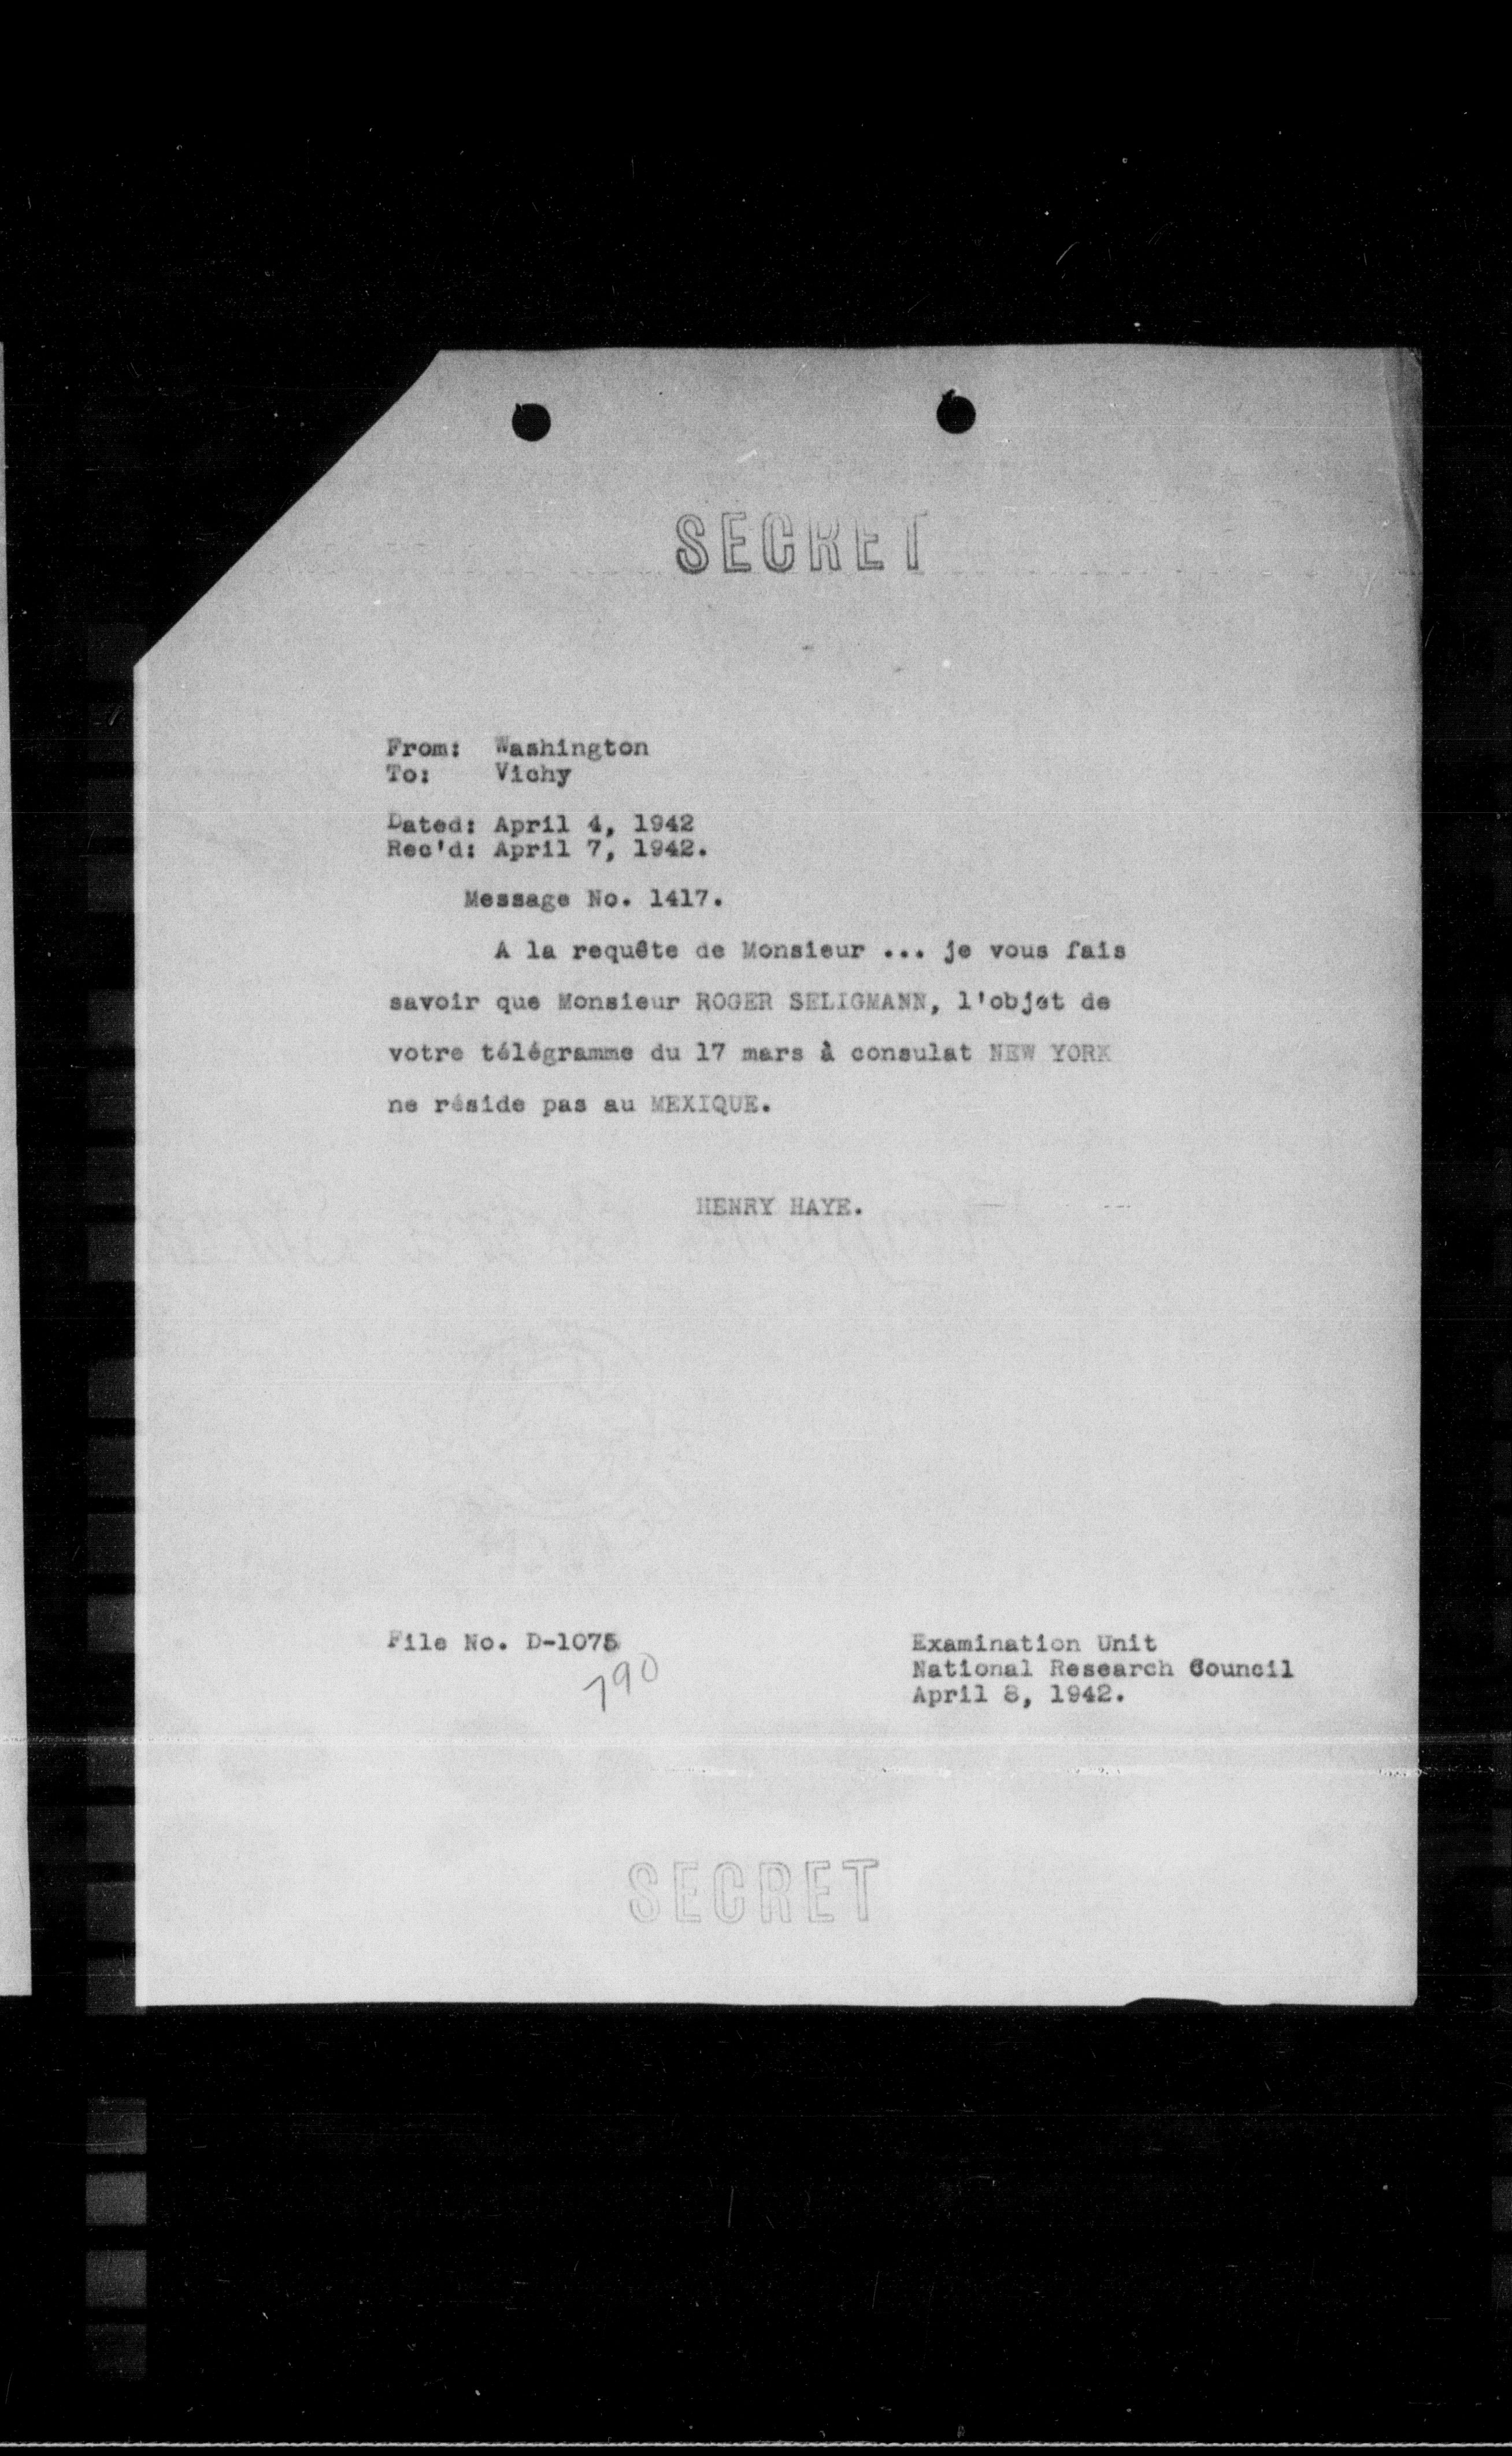 SECRET
From: Washington
To: Vichy
Dated: April 4, 1942
Rec'd: April 7, 1942.
Message No. 1417.
A la requête de Monsieur ... je vous fais
savoir que Monsieur ROGER SELIGMANN, l'objet de
votre télégramme du 17 mars à consulat NEW YORK
ne réside pas au MEXIQUE.
HENRY HAYE.
File No. D-1075
790
Examination Unit
National Research Council
April 8, 1942.
SECRET